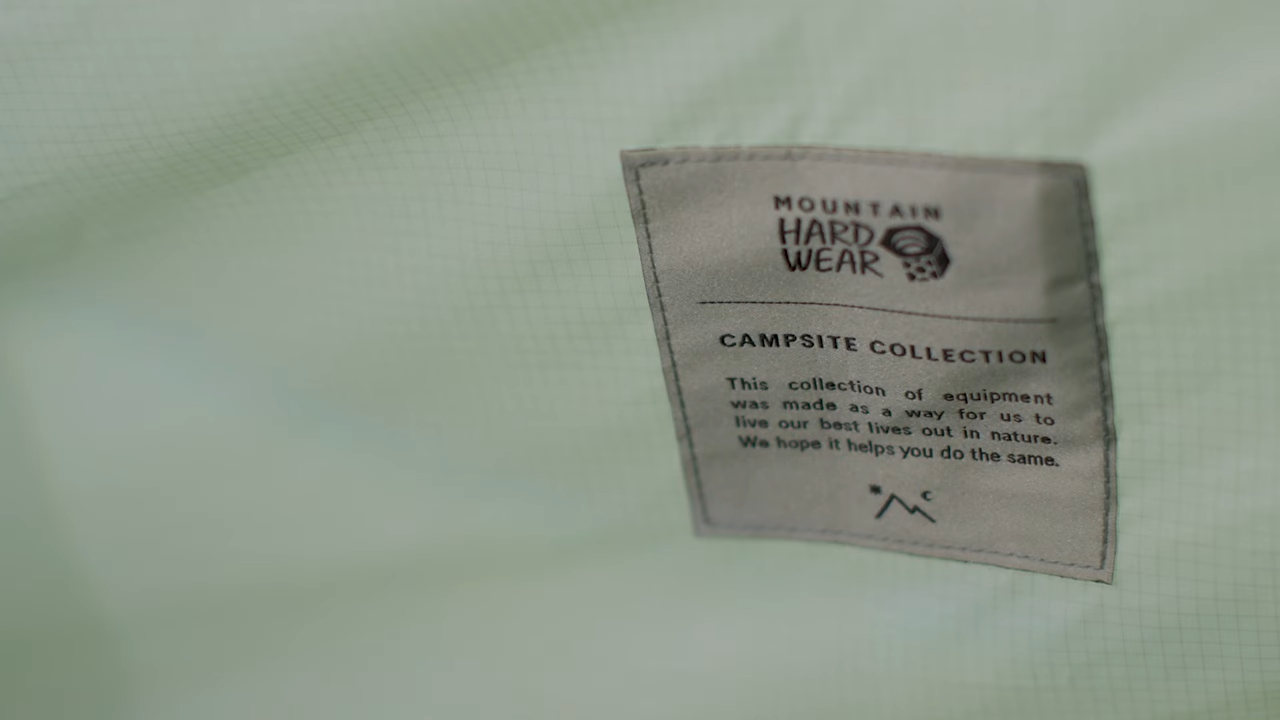 MOUNTAIN
HARD
WEAR
CAMPSITE COLLECTION
This collection of equipment
was made as a way for us to
live our best lives out in nature.
We hope it helps you do the same.